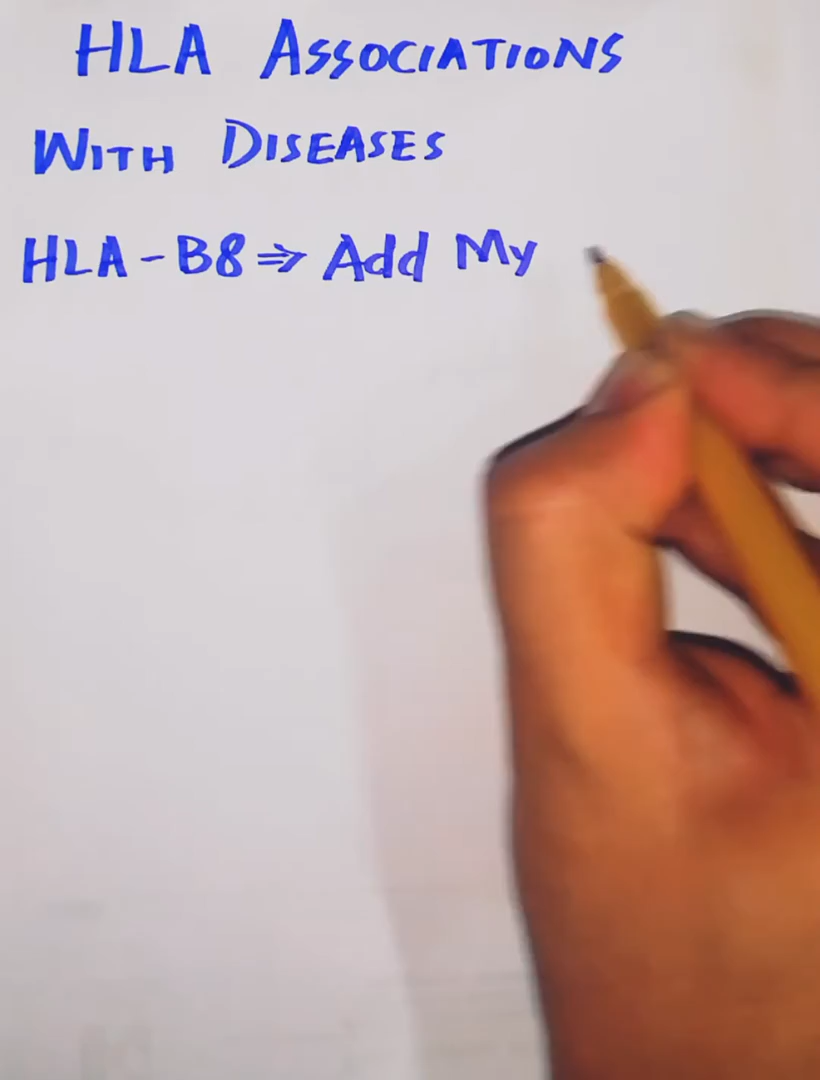 HLA ASSOCIATIONS
WITH DISEASES
HLA-B8 ⇒ Add My